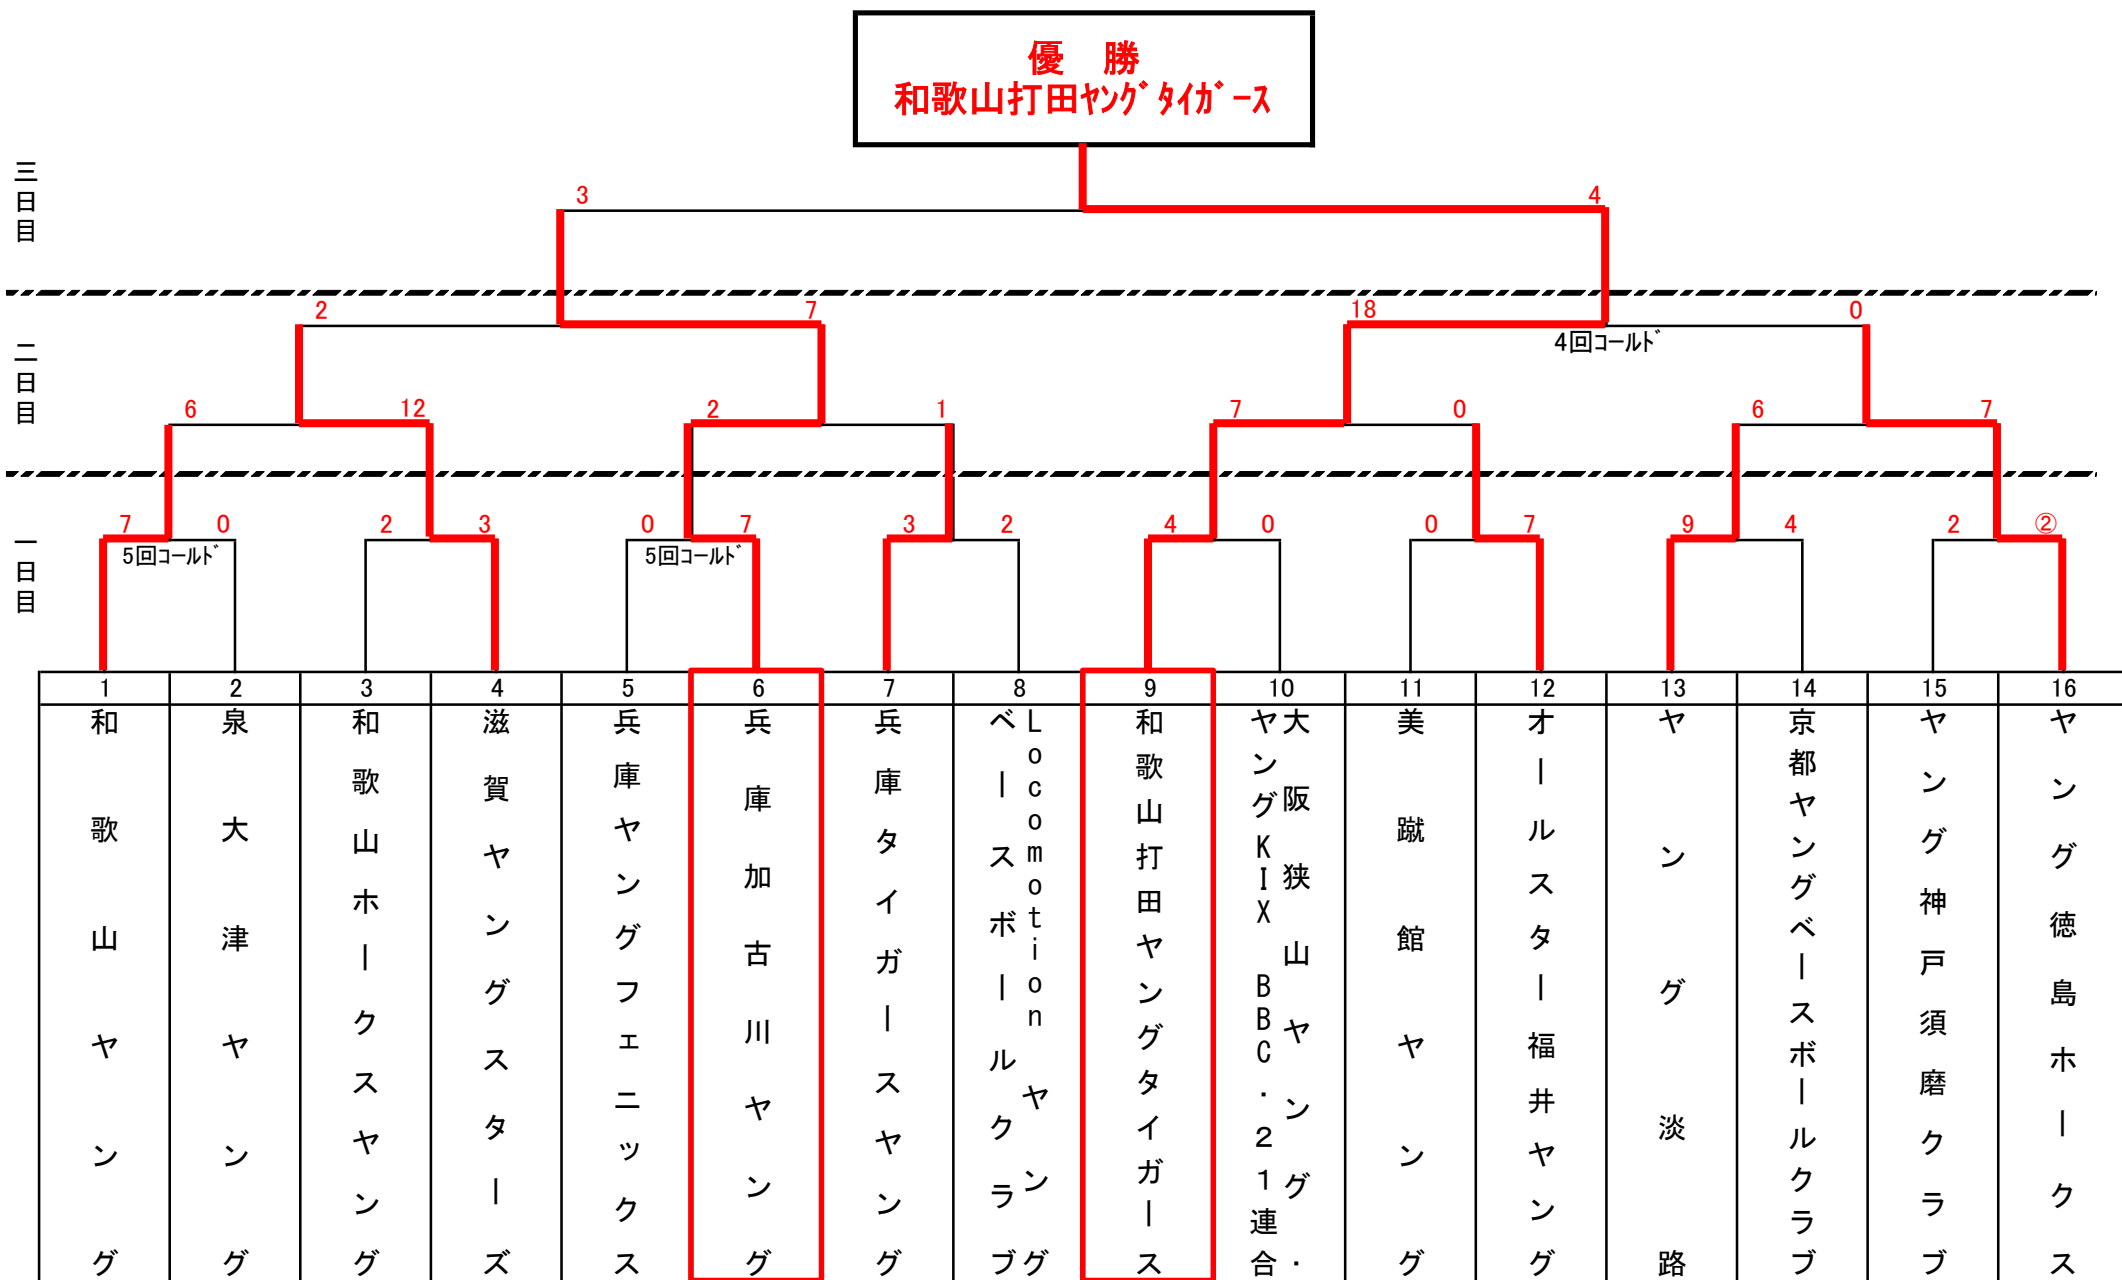 優　勝
和歌山打田ﾔﾝｸﾞﾀｲｶﾞｰｽ
三日目
3 4
2 7 18 0
4回ｺｰﾙﾄﾞ
二日目
6 12 2 1 7 0 6 7
一日目
7 0 2 3 0 7 3 2 4 0 0 7 9 4 2 ②
5回ｺｰﾙﾄﾞ 5回ｺｰﾙﾄﾞ
1 2 3 4 5 6 7 8 9 10 11 12 13 14 15 16
和歌山ヤング
泉大津ヤング
和歌山ホークスヤング
滋賀ヤングスターズ
兵庫ヤングフェニックス
兵庫加古川ヤング
兵庫タイガースヤング
Locomotion ヤング
ベースボールクラブ
和歌山打田ヤングタイガース
大阪狭山ヤング・
ヤングKIX BBC・21連合
美蹴館ヤング
オールスター福井ヤング
ヤング淡路
京都ヤングベースボールクラブ
ヤング神戸須磨クラブ
ヤング徳島ホークス